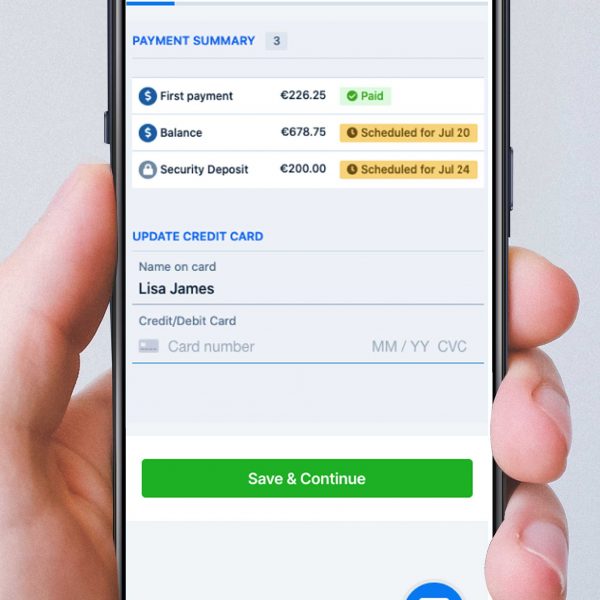 PAYMENT SUMMARY 3
First payment €226.25 Paid
Balance €678.75 Scheduled for Jul 20
Security Deposit €200.00 Scheduled for Jul 24
UPDATE CREDIT CARD
Name on card
Lisa James
Credit/Debit Card
Card number MM / YY CVC
Save & Continue